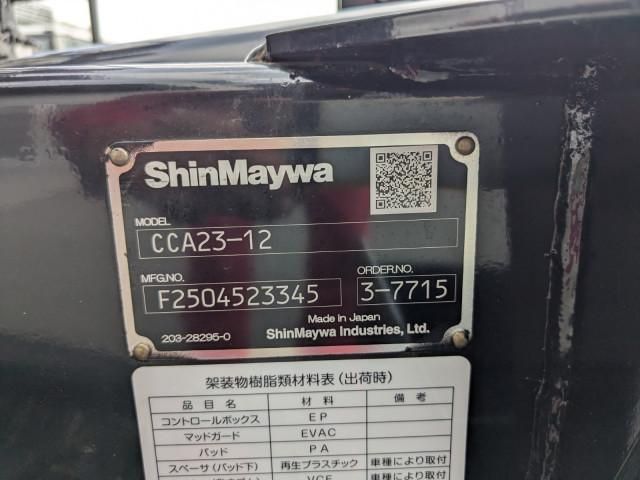 ShinMaywa
MODEL
CCA23-12
MFG.NO.
F2504523345
ORDER.NO.
3-7715
Made in Japan
203-28295-0
ShinMaywa Industries, Ltd.
架装物樹脂類材料表(出荷時)
品目名 材料 備考
コントロールボックス EP
マッドガード EVAC
パッド PA
スペーサ(パッド下) 再生プラスチック 車種により取付
VCE 車種により取付